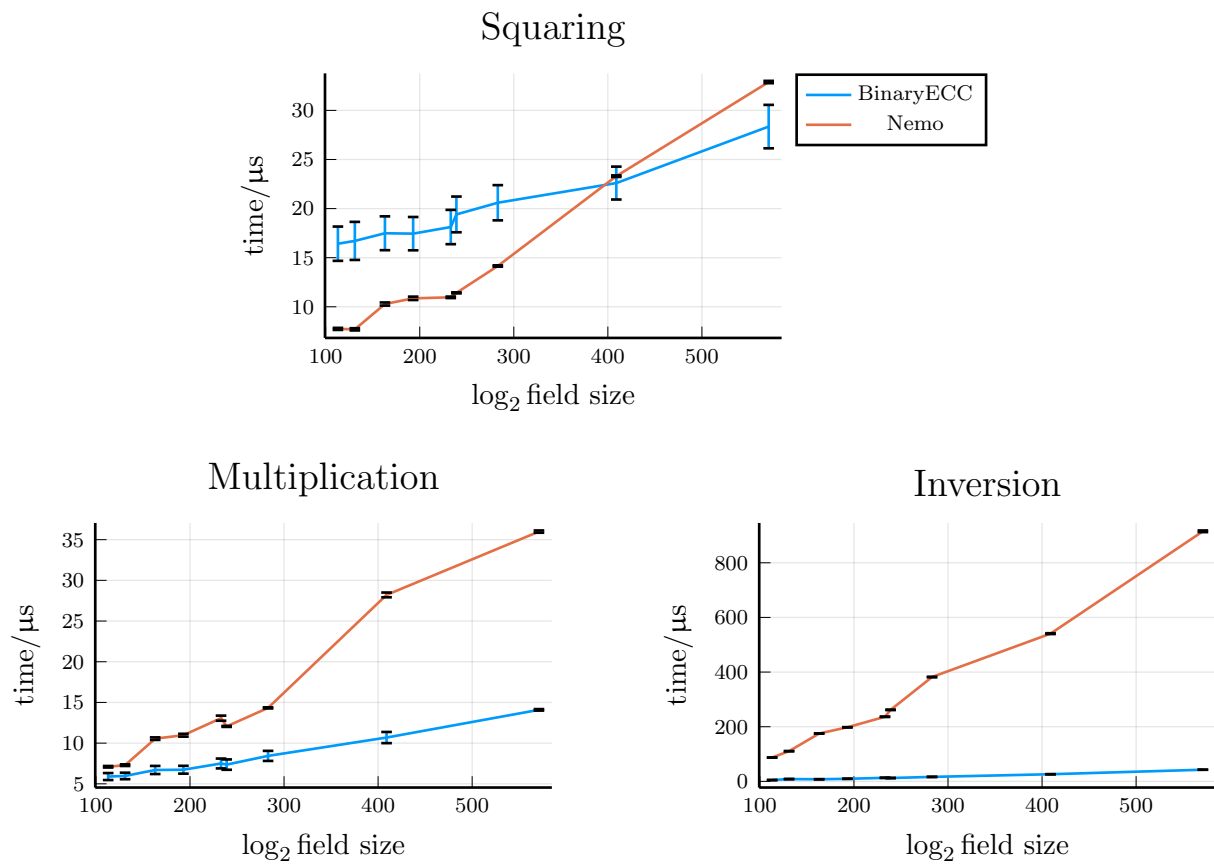 Squaring
BinaryECC
Nemo
time/μs
30
25
20
15
10
100 200 300 400 500
log₂ field size
Multiplication
time/μs
35
30
25
20
15
10
5
100 200 300 400 500
log₂ field size
Inversion
time/μs
800
600
400
200
0
100 200 300 400 500
log₂ field size